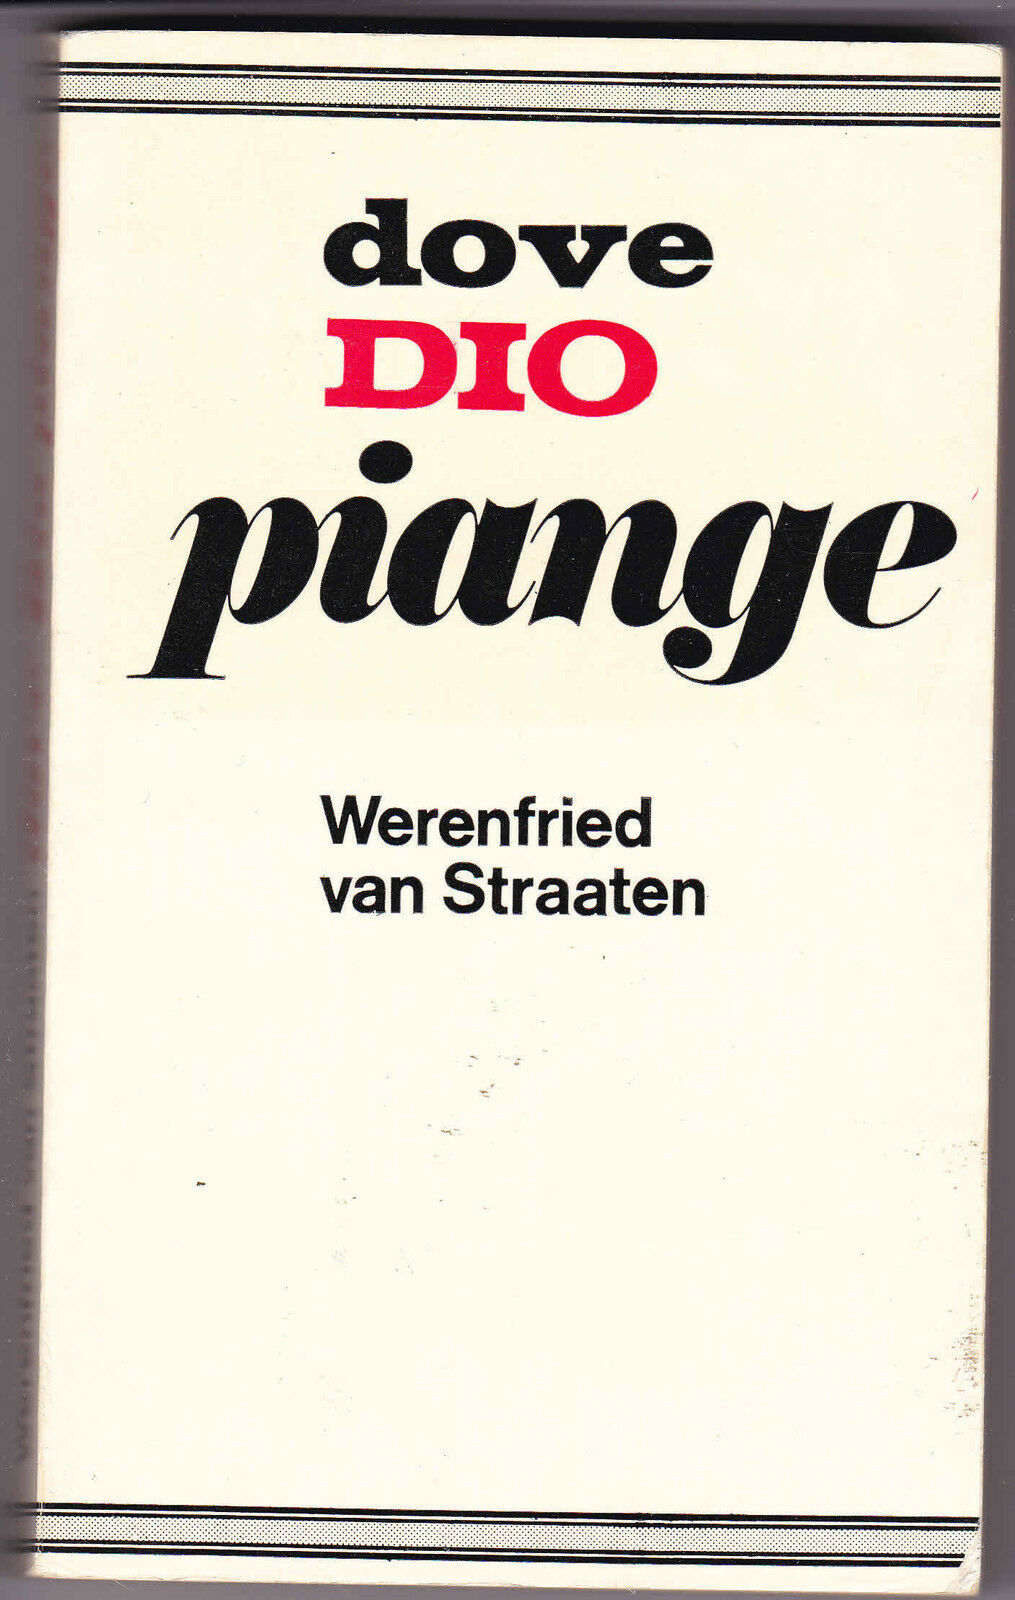 dove
DIO
piange
Werenfried
van Straaten